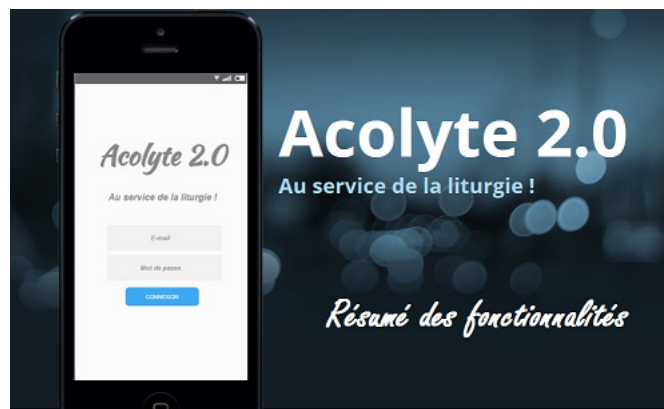 Acolyte 2.0
Au service de la liturgie !
E-mail
Mot de passe
CONNEXION
Acolyte 2.0
Au service de la liturgie !
Résumé des fonctionnalités